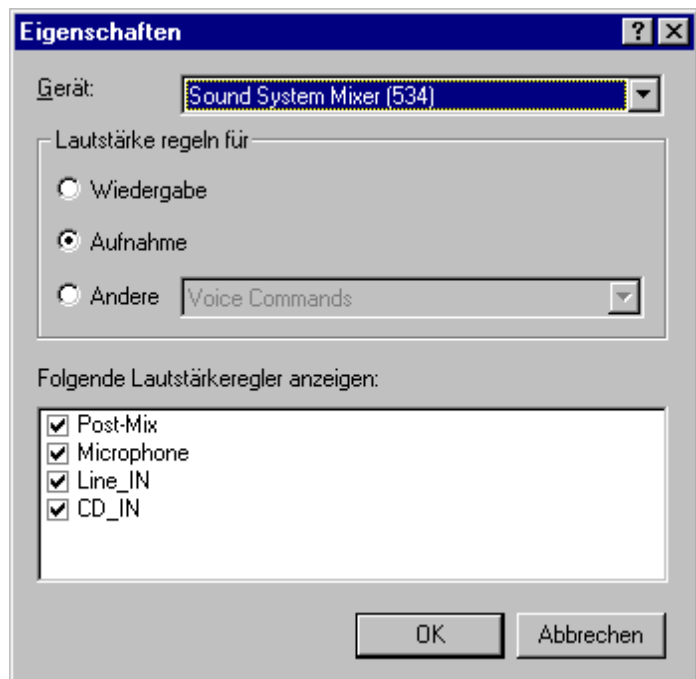 Eigenschaften
Gerät: Sound System Mixer (534)
Lautstärke regeln für
Wiedergabe
Aufnahme
Andere Voice Commands
Folgende Lautstärkeregler anzeigen:
Post-Mix
Microphone
Line_IN
CD_IN
OK Abbrechen